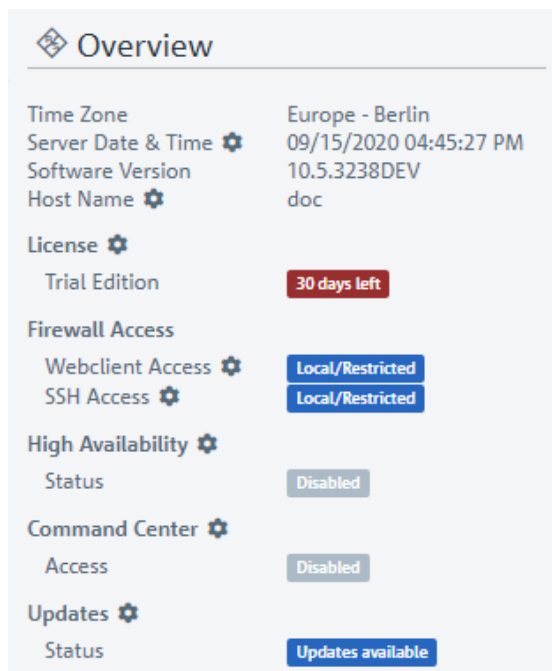 Overview
Time Zone Europe - Berlin
Server Date & Time 09/15/2020 04:45:27 PM
Software Version 10.5.3238DEV
Host Name doc
License
Trial Edition 30 days left
Firewall Access
Webclient Access Local/Restricted
SSH Access Local/Restricted
High Availability
Status Disabled
Command Center
Access Disabled
Updates
Status Updates available